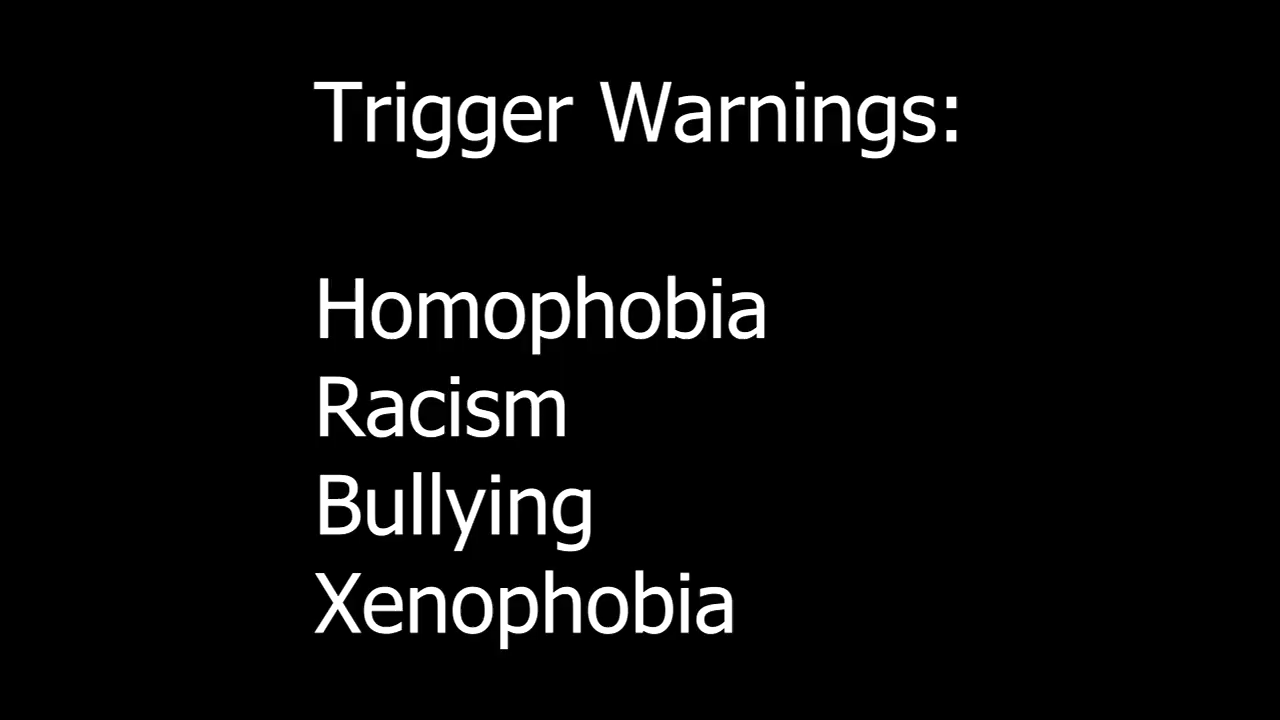 Trigger Warnings:
Homophobia
Racism
Bullying
Xenophobia